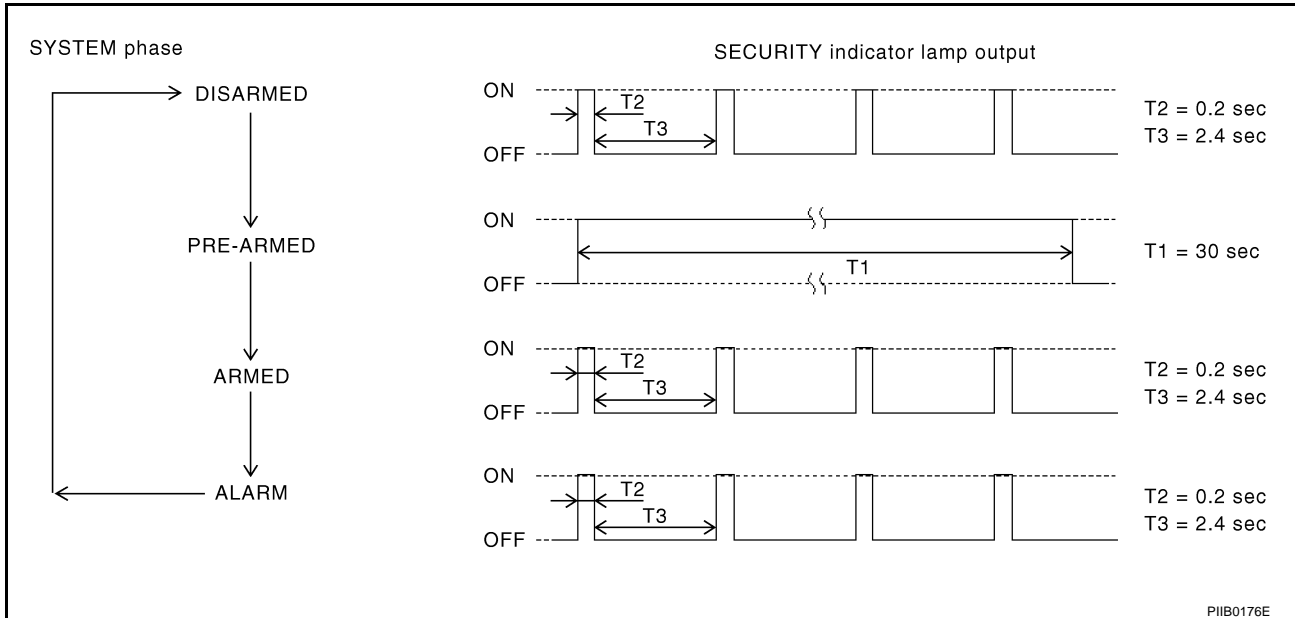 SYSTEM phase
SECURITY indicator lamp output
DISARMED
ON
OFF
T2
T3
T2 = 0.2 sec
T3 = 2.4 sec
PRE-ARMED
ON
OFF
T1
T1 = 30 sec
ARMED
ON
OFF
T2
T3
T2 = 0.2 sec
T3 = 2.4 sec
ALARM
ON
OFF
T2
T3
T2 = 0.2 sec
T3 = 2.4 sec
PIIB0176E